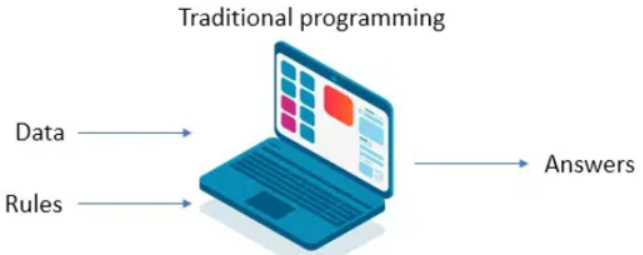 Traditional programming
Data
Answers
Rules